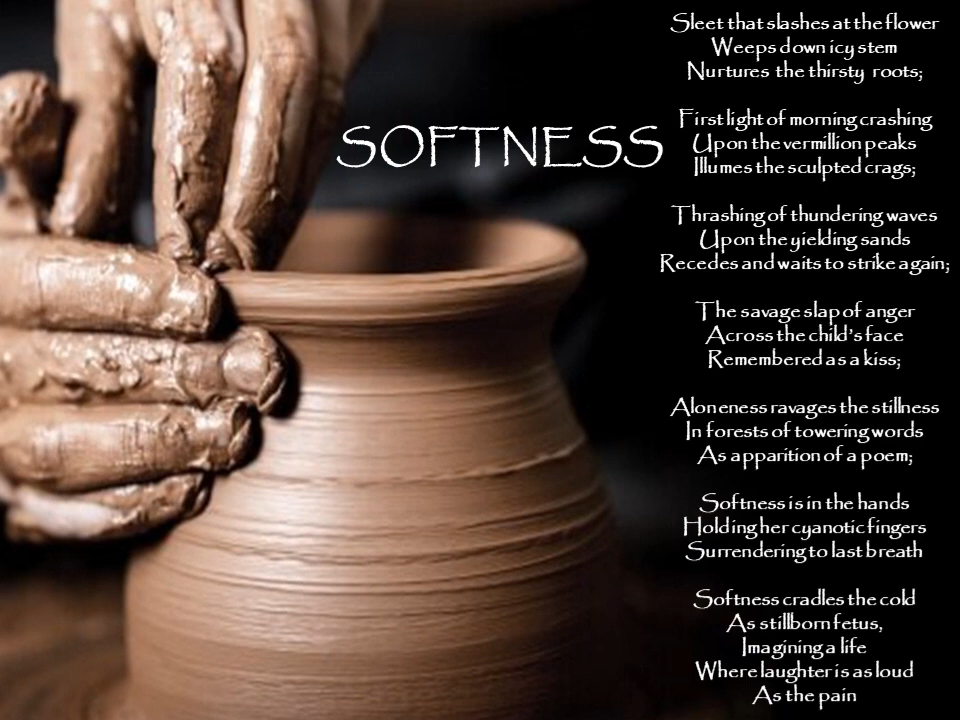 SOFTNESS
Sleet that slashes at the flower
Weeps down icy stem
Nurtures the thirsty roots;
First light of morning crashing
Upon the vermillion peaks
Illumes the sculpted crags;
Thrashing of thundering waves
Upon the yielding sands
Recedes and waits to strike again;
The savage slap of anger
Across the child's face
Remembered as a kiss;
Aloneness ravages the stillness
In forests of towering words
As apparition of a poem;
Softness is in the hands
Holding her cyanotic fingers
Surrendering to last breath
Softness cradles the cold
As stillborn fetus,
Imagining a life
Where laughter is as loud
As the pain